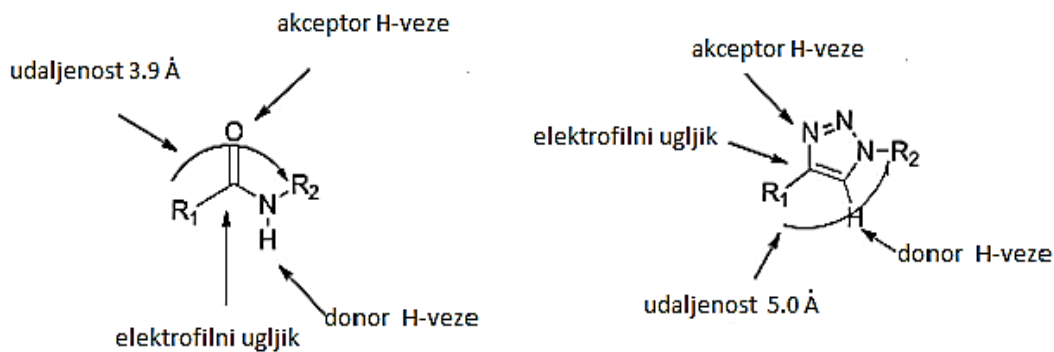 akceptor H-veze
udaljenost 3.9 Å
O
R₁
N
R₂
H
donor H-veze
elektrofilni ugljik
akceptor H-veze
elektrofilni ugljik
N
N
N
R₂
R₁
H
donor H-veze
udaljenost 5.0 Å